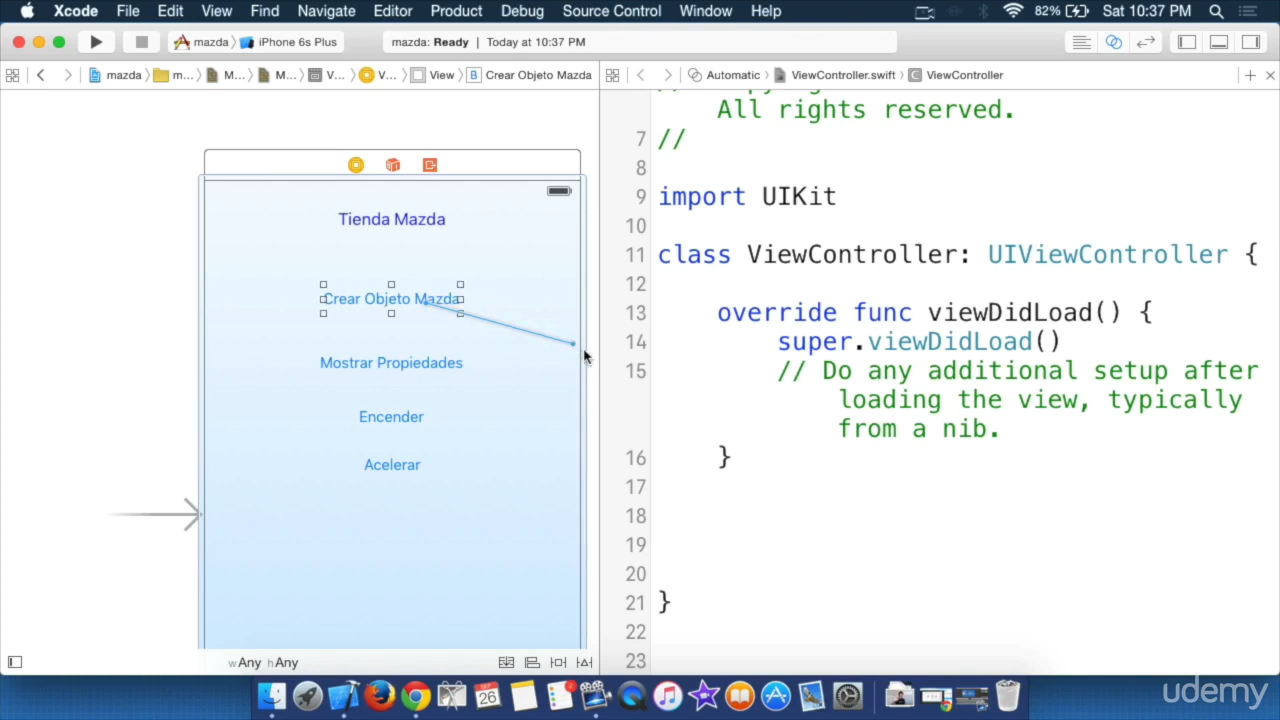 Xcode File Edit View Find Navigate Editor Product Debug Source Control Window Help 82% Sat 10:37 PM
mazda iPhone 6s Plus mazda: Ready | Today at 10:37 PM
mazda m... M... M... V... V... View B Crear Objeto Mazda Automatic ViewController.swift C ViewController
All rights reserved.
7 //
8
9 import UIKit
10
11 class ViewController: UIViewController {
12
13 override func viewDidLoad() {
14 super.viewDidLoad()
15 // Do any additional setup after
loading the view, typically
from a nib.
16 }
17
18
19
20
21 }
22
23
Tienda Mazda
Crear Objeto Mazda
Mostrar Propiedades
Encender
Acelerar
wAny hAny
SEP
26
udemy